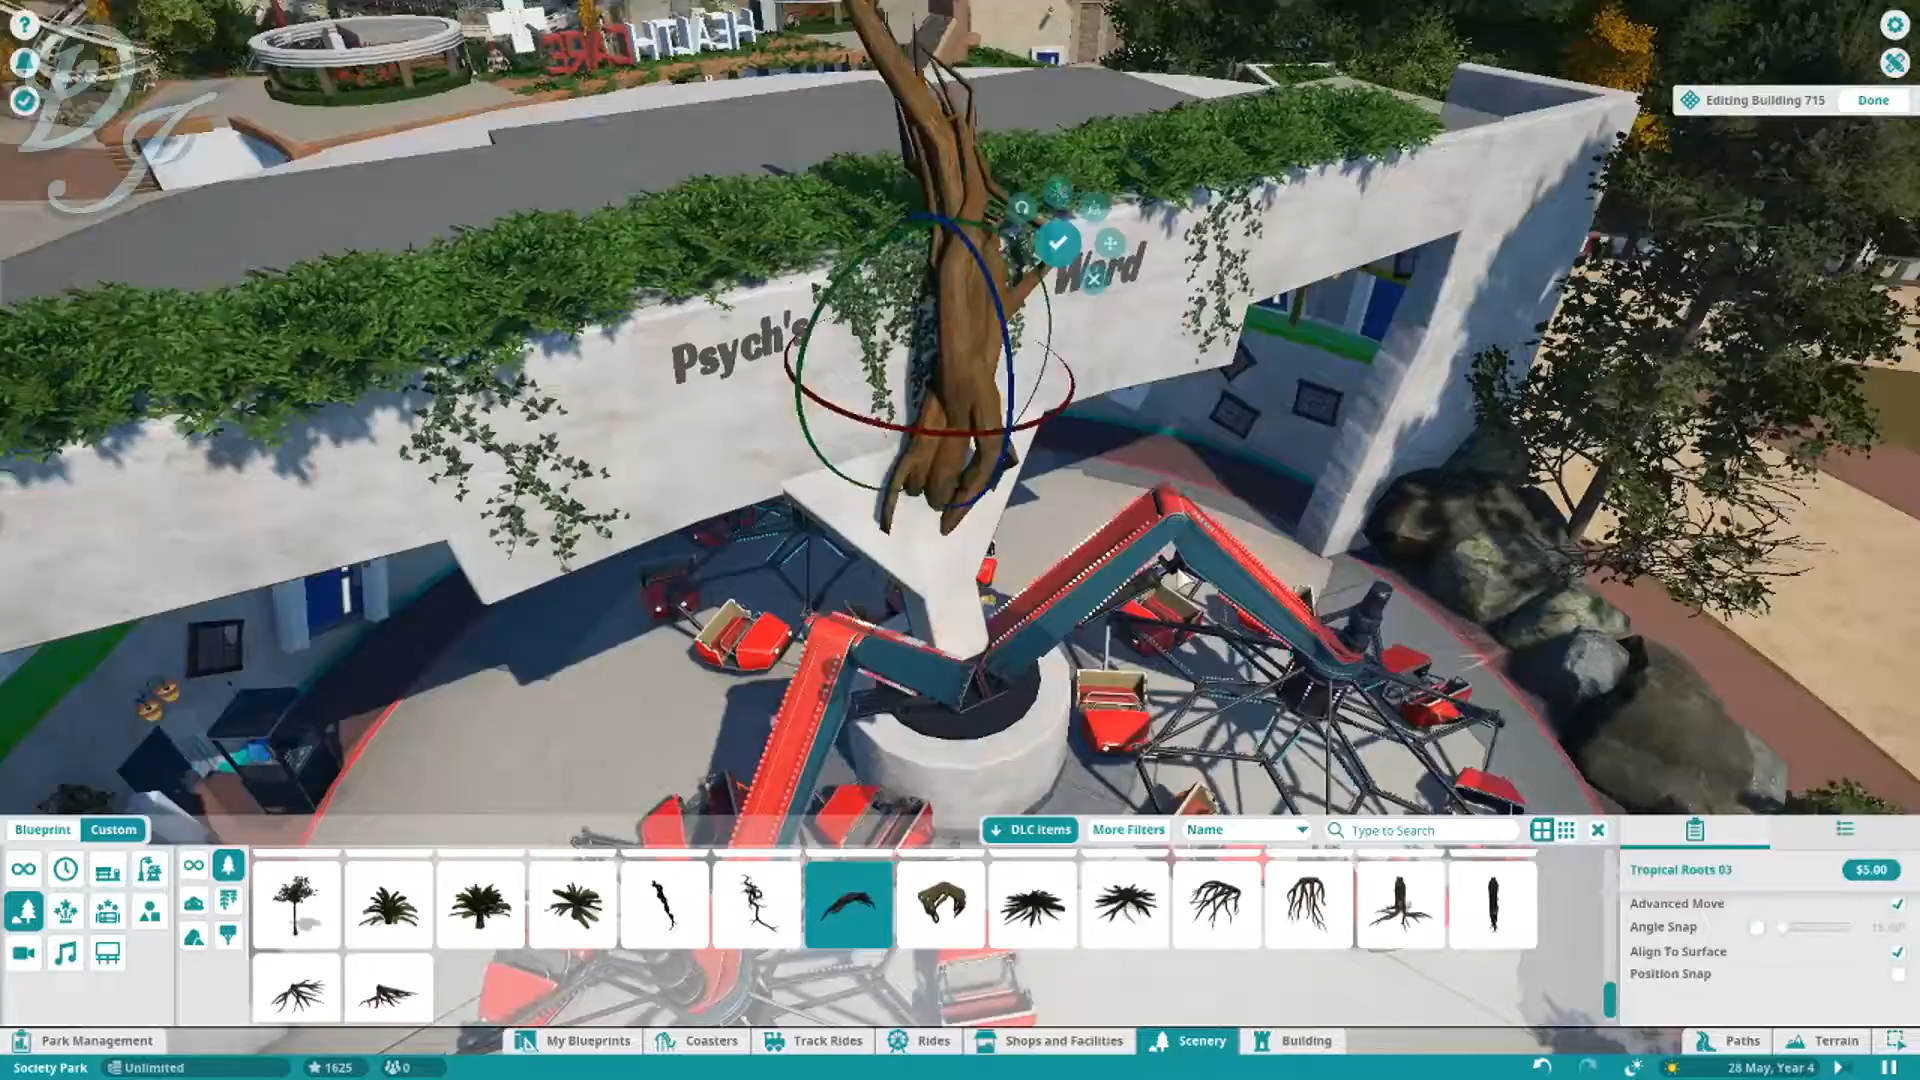 HEALTH CARE
Editing Building 715
Done
Psych's Ward
Blueprint
Custom
DLC Items
More Filters
Name
Type to Search
Tropical Roots 03
$5.00
Advanced Move
Angle Snap
Align To Surface
Position Snap
Park Management
My Blueprints
Coasters
Track Rides
Rides
Shops and Facilities
Scenery
Building
Paths
Terrain
Society Park
Unlimited
1625
0
28 May, Year 4